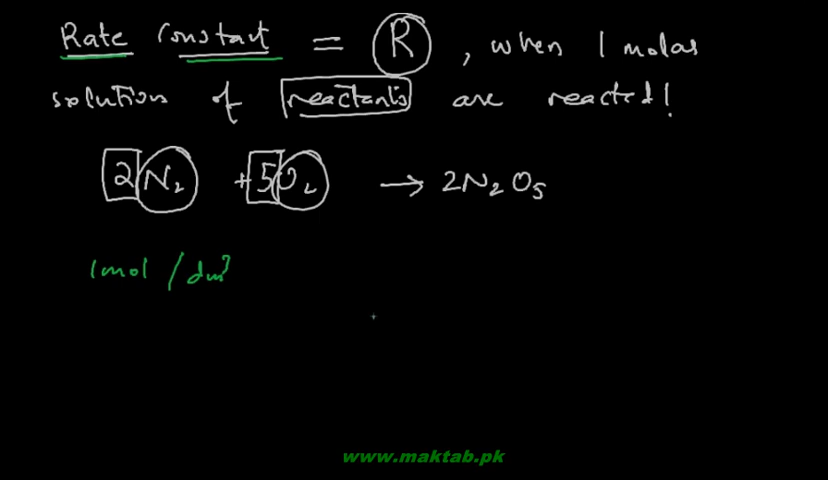 Rate Constant = R , when 1 molar
solution of reactants are reacted!
2N₂ + 5O₂ → 2N₂O₅
1mol / dm³
www.maktab.pk